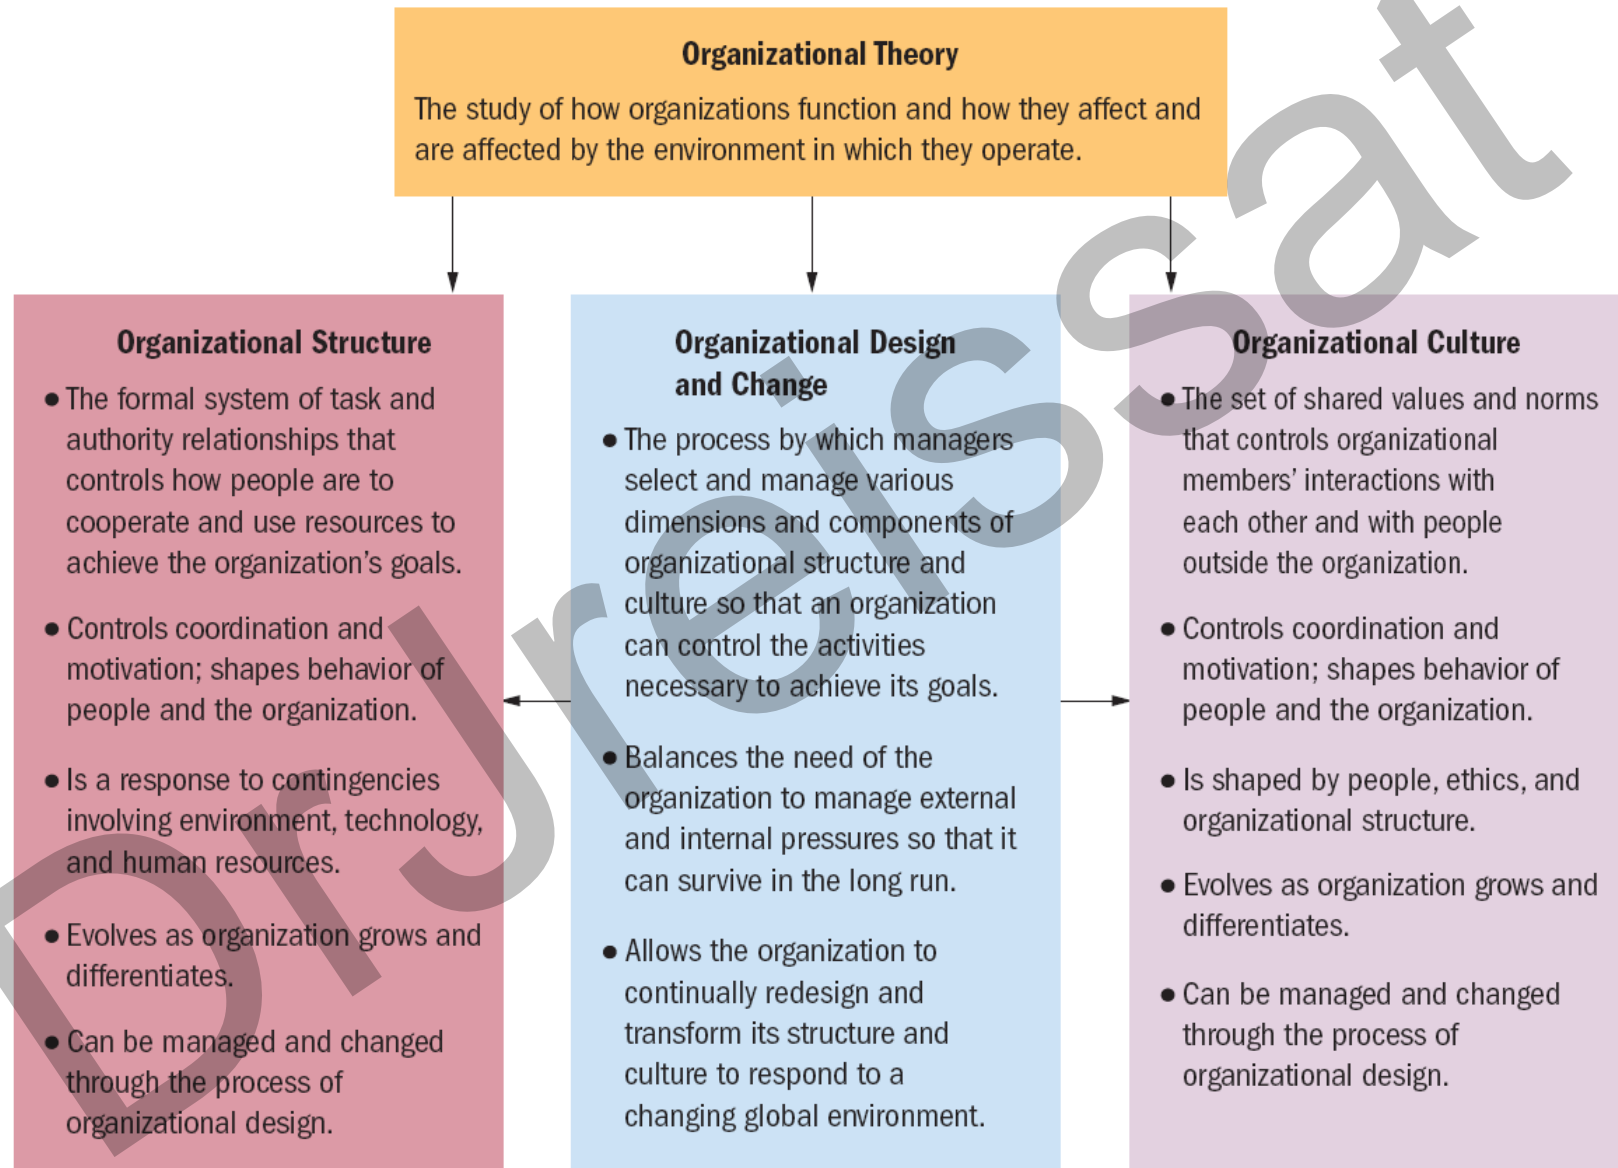 Organizational Theory
The study of how organizations function and how they affect and
are affected by the environment in which they operate.
Organizational Structure
● The formal system of task and
authority relationships that
controls how people are to
cooperate and use resources to
achieve the organization's goals.
● Controls coordination and
motivation; shapes behavior of
people and the organization.
● Is a response to contingencies
involving environment, technology,
and human resources.
● Evolves as organization grows and
differentiates.
● Can be managed and changed
through the process of
organizational design.
Organizational Design
and Change
● The process by which managers
select and manage various
dimensions and components of
organizational structure and
culture so that an organization
can control the activities
necessary to achieve its goals.
● Balances the need of the
organization to manage external
and internal pressures so that it
can survive in the long run.
● Allows the organization to
continually redesign and
transform its structure and
culture to respond to a
changing global environment.
Organizational Culture
● The set of shared values and norms
that controls organizational
members' interactions with
each other and with people
outside the organization.
● Controls coordination and
motivation; shapes behavior of
people and the organization.
● Is shaped by people, ethics, and
organizational structure.
● Evolves as organization grows and
differentiates.
● Can be managed and changed
through the process of
organizational design.
DrJreissat